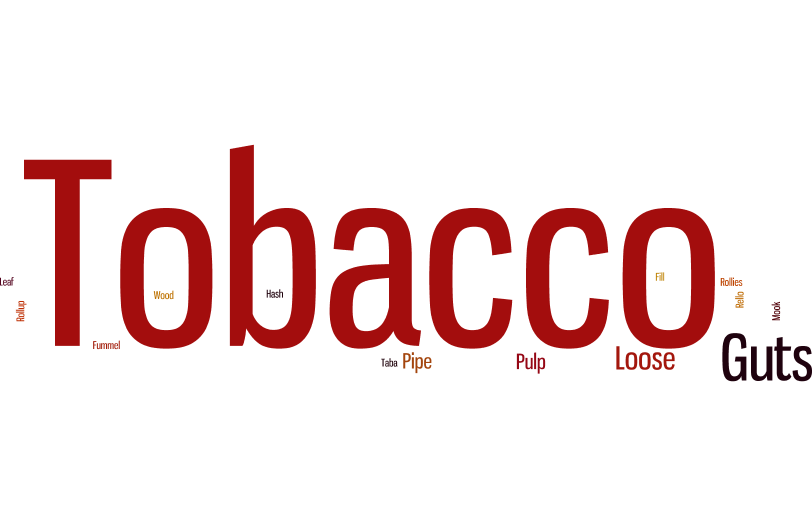 Tobacco
Leaf
Rollup
Wood
Hash
Fill
Rollies
Rello
Mook
Fummel
Taba
Pipe
Pulp
Loose
Guts